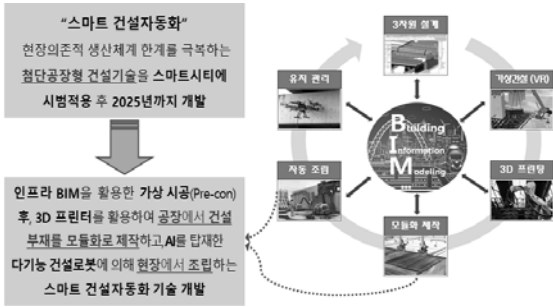 “스마트 건설자동화”
현장의존적 생산체계 한계를 극복하는
첨단공장형 건설기술을 스마트시티에
시범적용 후 2025년까지 개발
인프라 BIM을 활용한 가상 시공(Pre-con)
후, 3D 프린터를 활용하여 공장에서 건설
부재를 모듈화로 제작하고, AI를 탑재한
다기능 건설로봇에 의해 현장에서 조립하는
스마트 건설자동화 기술 개발
3차원 설계
유지 관리
가상건설 (VR)
Building
Information
Modeling
자동 조립
3D 프린팅
모듈화 제작